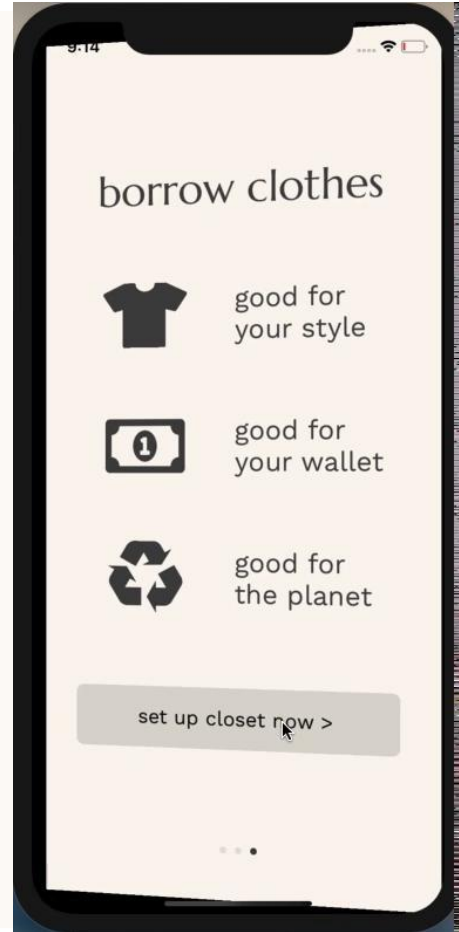 9:14
borrow clothes
good for
your style
1
good for
your wallet
good for
the planet
set up closet now >